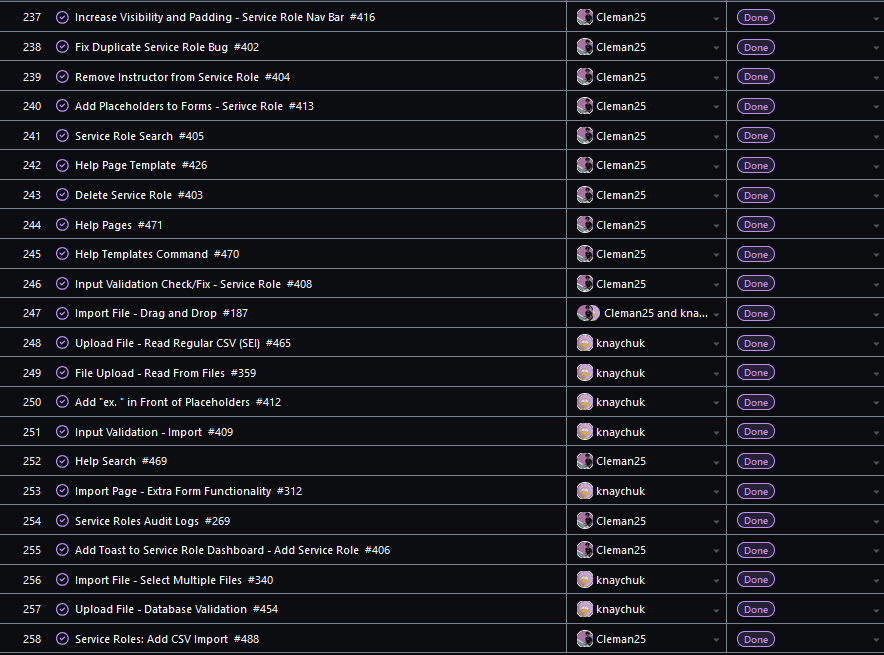 237 Increase Visibility and Padding - Service Role Nav Bar #416 Cleman25 Done
238 Fix Duplicate Service Role Bug #402 Cleman25 Done
239 Remove Instructor from Service Role #404 Cleman25 Done
240 Add Placeholders to Forms - Serivce Role #413 Cleman25 Done
241 Service Role Search #405 Cleman25 Done
242 Help Page Template #426 Cleman25 Done
243 Delete Service Role #403 Cleman25 Done
244 Help Pages #471 Cleman25 Done
245 Help Templates Command #470 Cleman25 Done
246 Input Validation Check/Fix - Service Role #408 Cleman25 Done
247 Import File - Drag and Drop #187 Cleman25 and kna... Done
248 Upload File - Read Regular CSV (SEI) #465 knaychuk Done
249 File Upload - Read From Files #359 knaychuk Done
250 Add "ex. " in Front of Placeholders #412 knaychuk Done
251 Input Validation - Import #409 knaychuk Done
252 Help Search #469 Cleman25 Done
253 Import Page - Extra Form Functionality #312 knaychuk Done
254 Service Roles Audit Logs #269 Cleman25 Done
255 Add Toast to Service Role Dashboard - Add Service Role #406 Cleman25 Done
256 Import File - Select Multiple Files #340 knaychuk Done
257 Upload File - Database Validation #454 knaychuk Done
258 Service Roles: Add CSV Import #488 Cleman25 Done